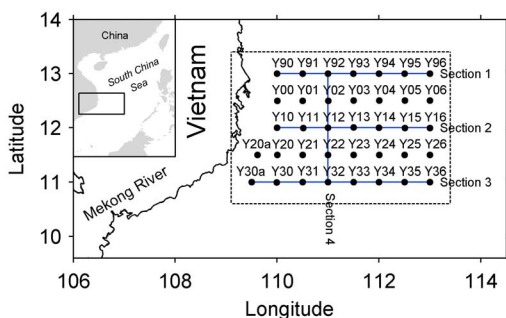 China
South China
Sea
Vietnam
Mekong River
14
13
12
11
10
Latitude
Y90 Y91 Y92 Y93 Y94 Y95 Y96
Section 1
Y00 Y01 Y02 Y03 Y04 Y05 Y06
Y10 Y11 Y12 Y13 Y14 Y15 Y16
Section 2
Y20a Y20 Y21 Y22 Y23 Y24 Y25 Y26
Y30a Y30 Y31 Y32 Y33 Y34 Y35 Y36
Section 3
Section 4
106 108 110 112 114
Longitude